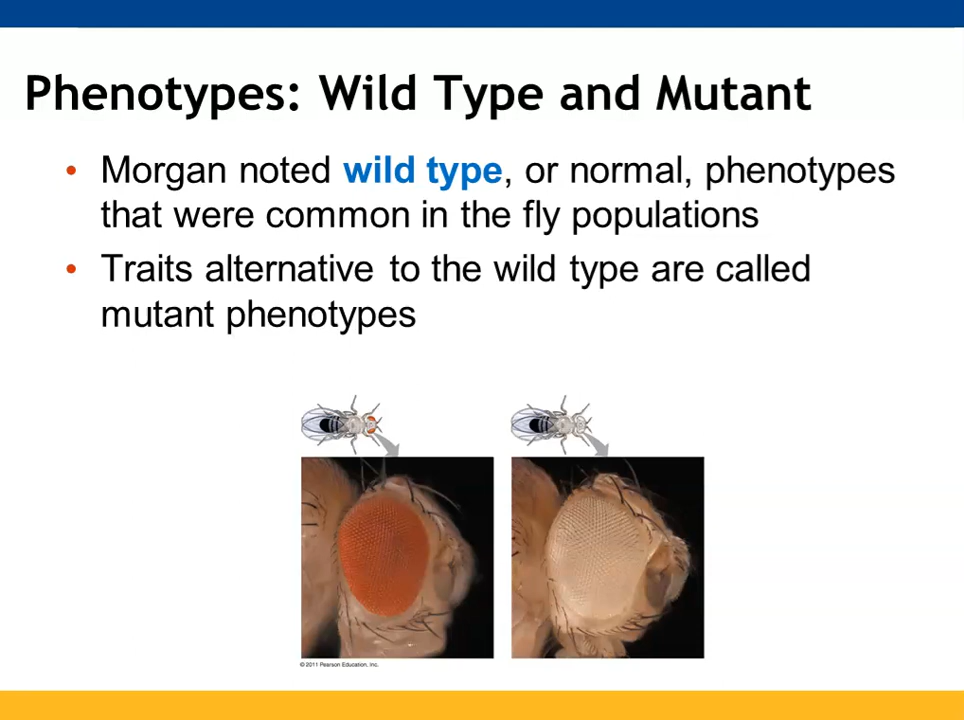 Phenotypes: Wild Type and Mutant
• Morgan noted wild type, or normal, phenotypes
that were common in the fly populations
• Traits alternative to the wild type are called
mutant phenotypes
© 2011 Pearson Education, Inc.